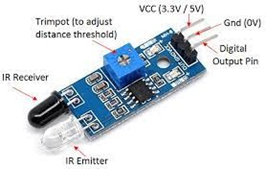 VCC (3.3V / 5V)
Trimpot (to adjust
distance threshold)
Gnd (0V)
Digital
Output Pin
IR Receiver
IR Emitter